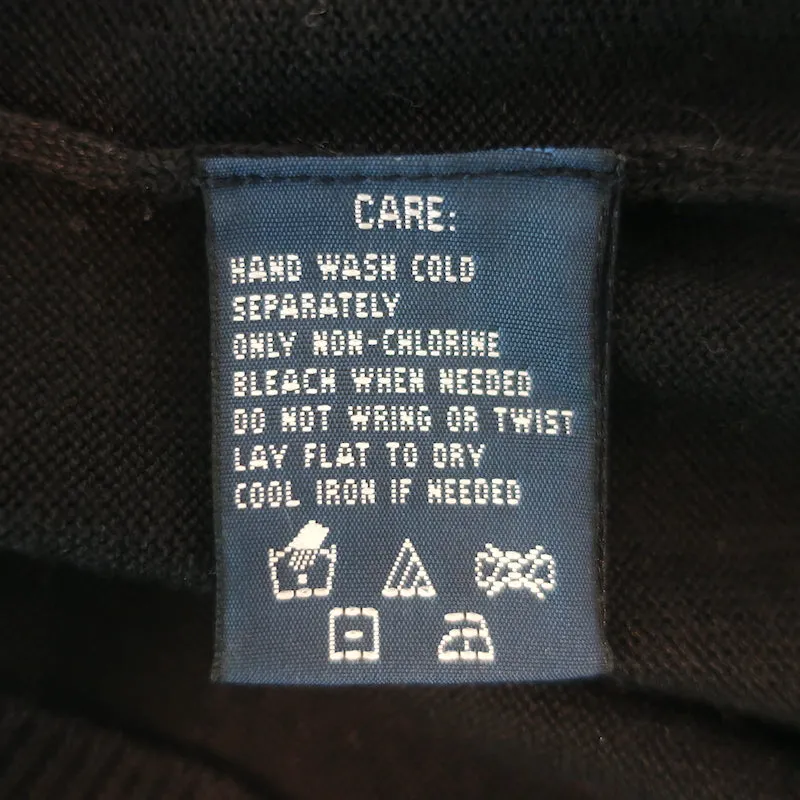 CARE:
HAND WASH COLD
SEPARATELY
ONLY NON-CHLORINE
BLEACH WHEN NEEDED
DO NOT WRING OR TWIST
LAY FLAT TO DRY
COOL IRON IF NEEDED